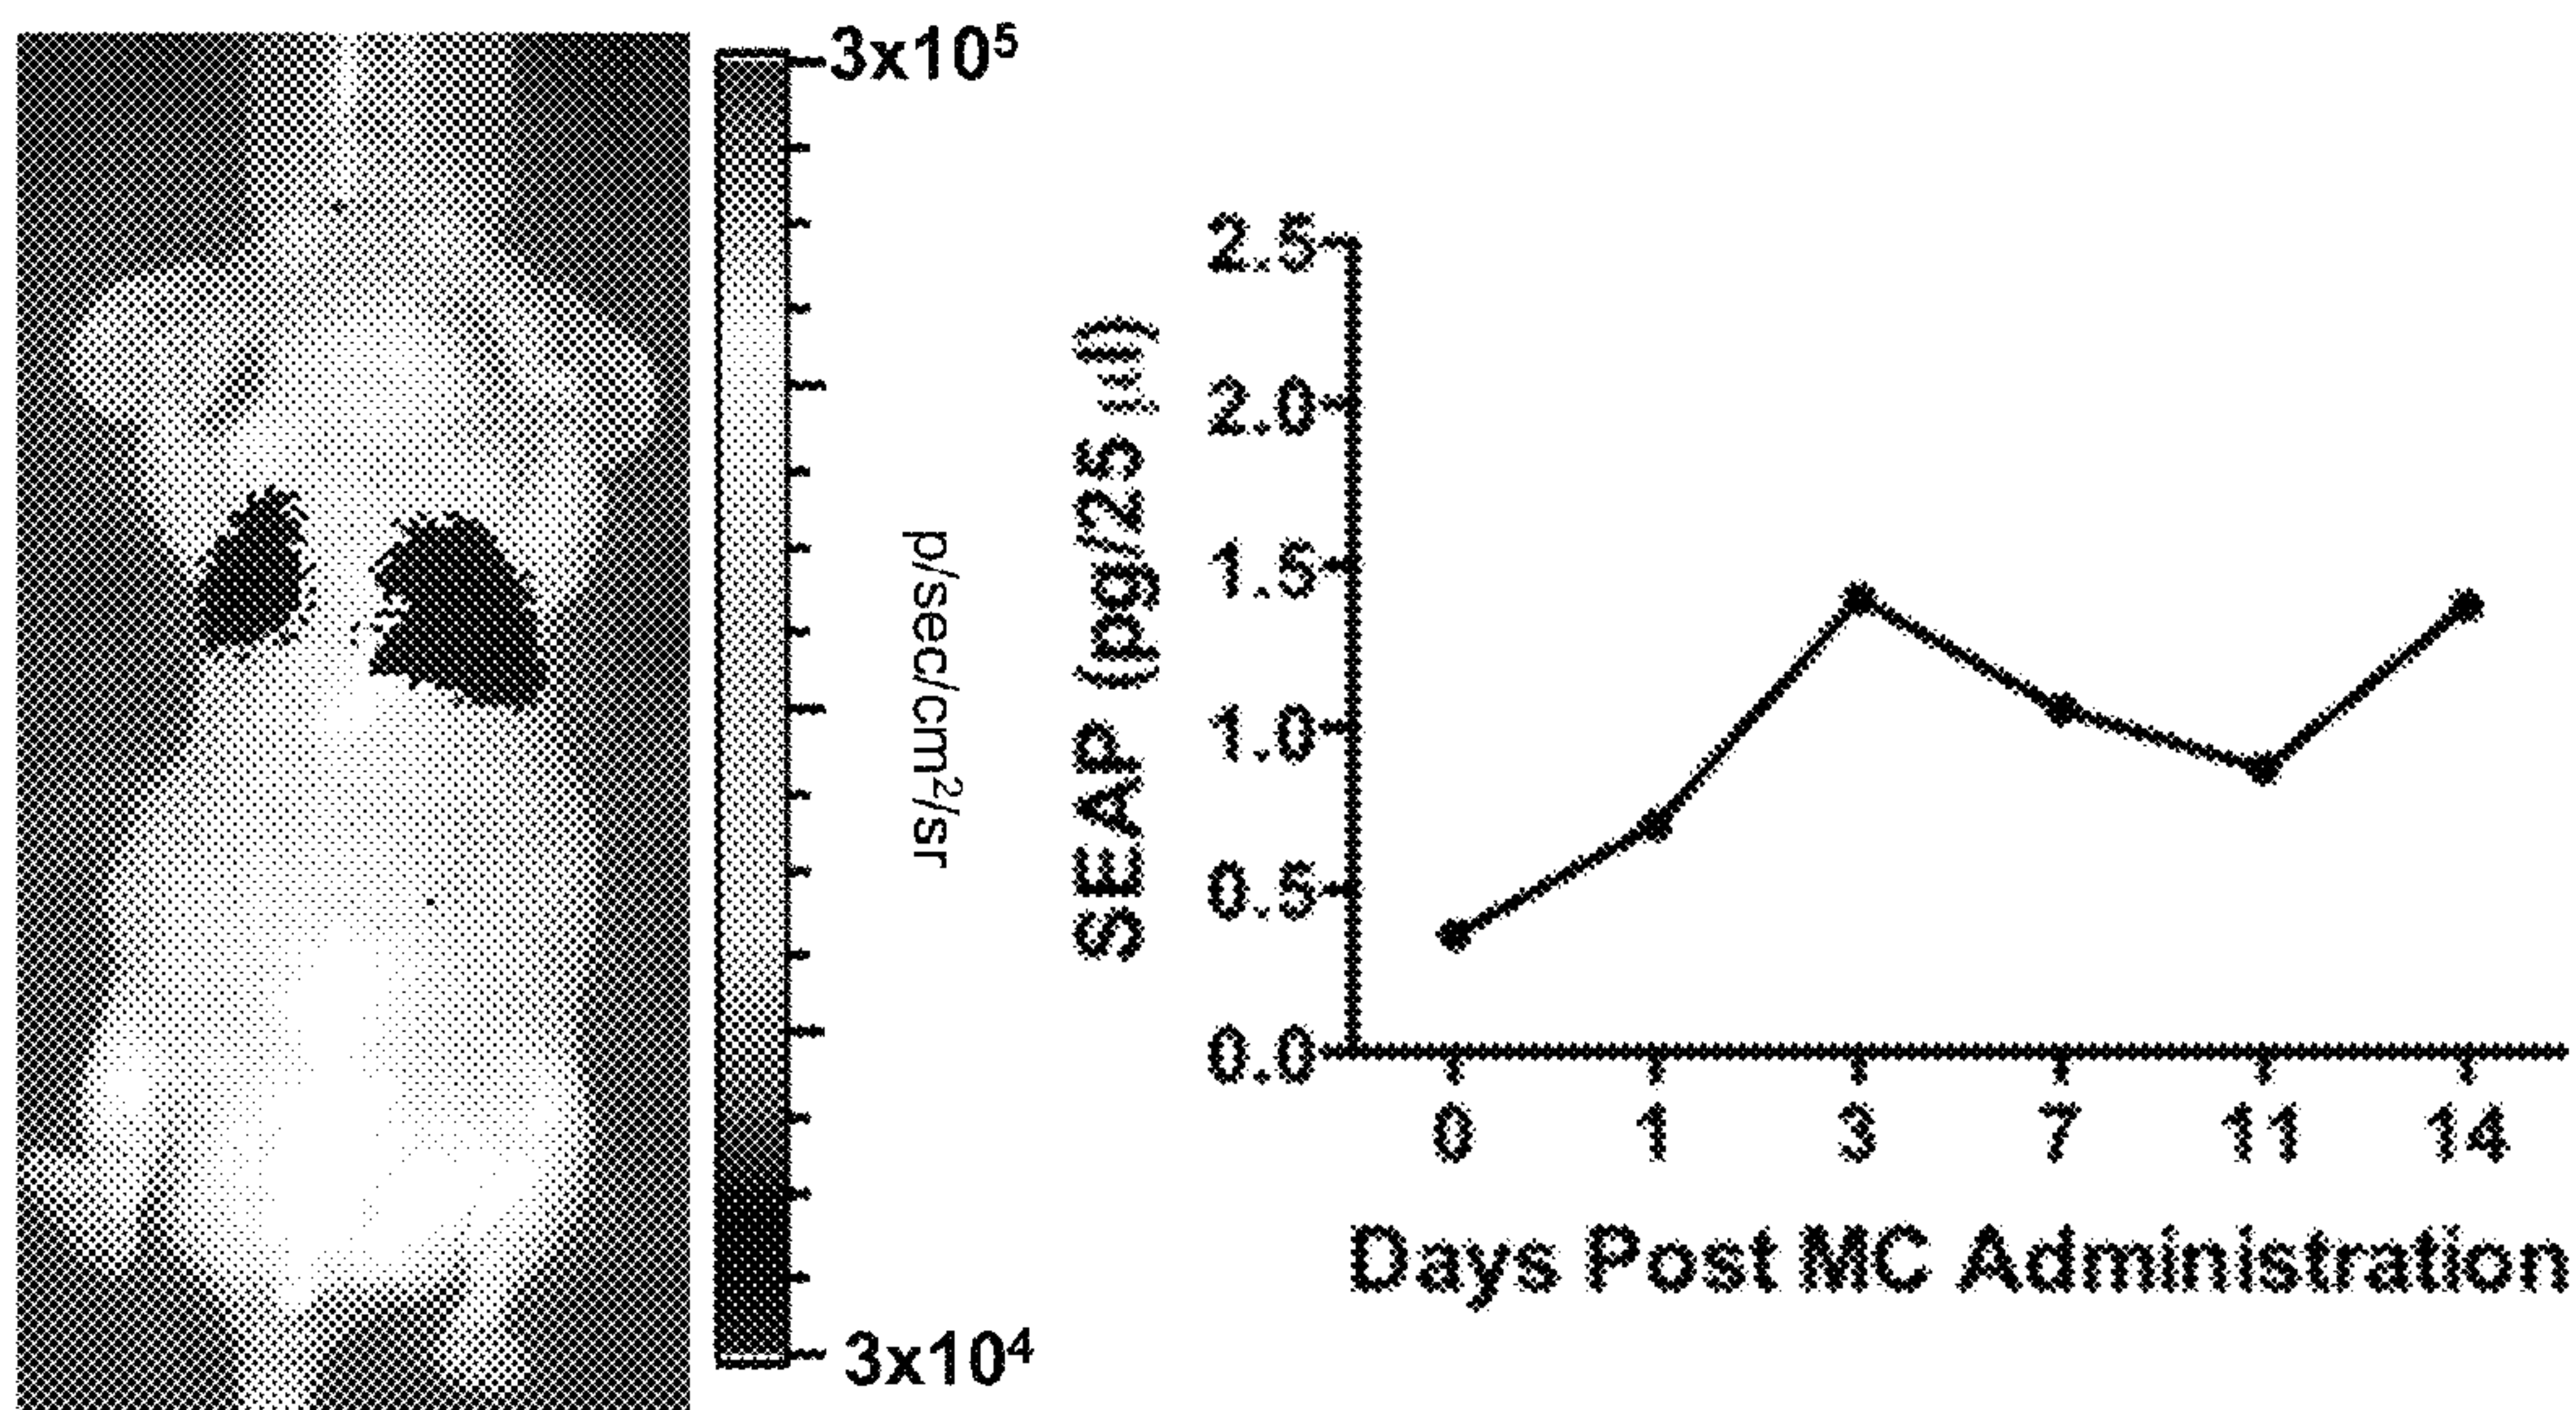 3x10⁵
p/sec/cm²/sr
3x10⁴
SEAP (pg/25 µl)
2.5
2.0
1.5
1.0
0.5
0.0
0 1 3 7 11 14
Days Post MC Administration